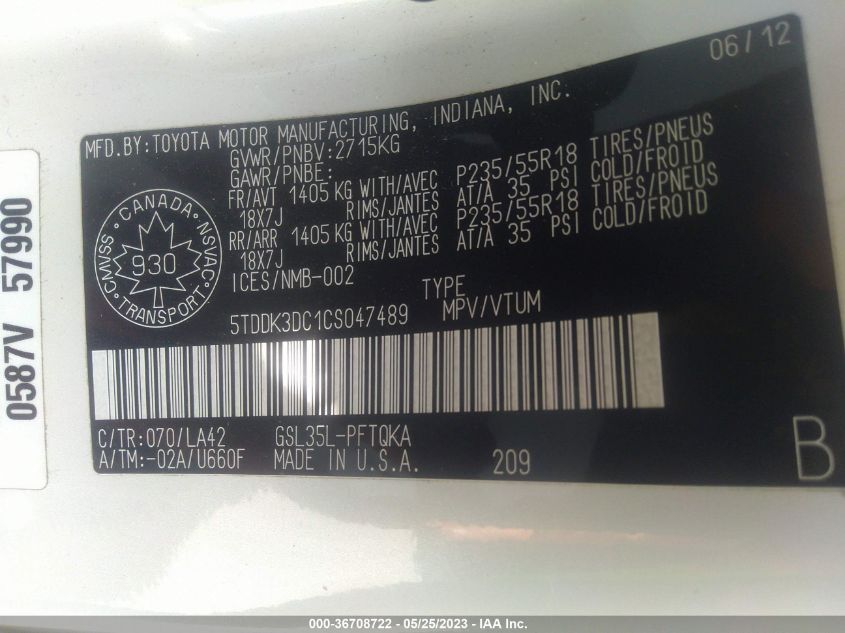 06/12
MFD.BY:TOYOTA MOTOR MANUFACTURING, INDIANA, INC.
GVWR/PNBV:2715KG
GAWR/PNBE:
FR/AVT 1405 KG WITH/AVEC P235/55R18 TIRES/PNEUS
18X7J RIMS/JANTES AT/A 35 PSI COLD/FROID
RR/ARR 1405 KG WITH/AVEC P235/55R18 TIRES/PNEUS
18X7J RIMS/JANTES AT/A 35 PSI COLD/FROID
ICES/NMB-002
CANADA
CMVSS NSVAC
930
TRANSPORT
TYPE
5TDDK3DC1CS047489 MPV/VTUM
C/TR:070/LA42 GSL35L-PFTQKA
A/TM:-02A/U660F MADE IN U.S.A. 209
B
0587V 57990
000-36708722 - 05/25/2023 - IAA Inc.